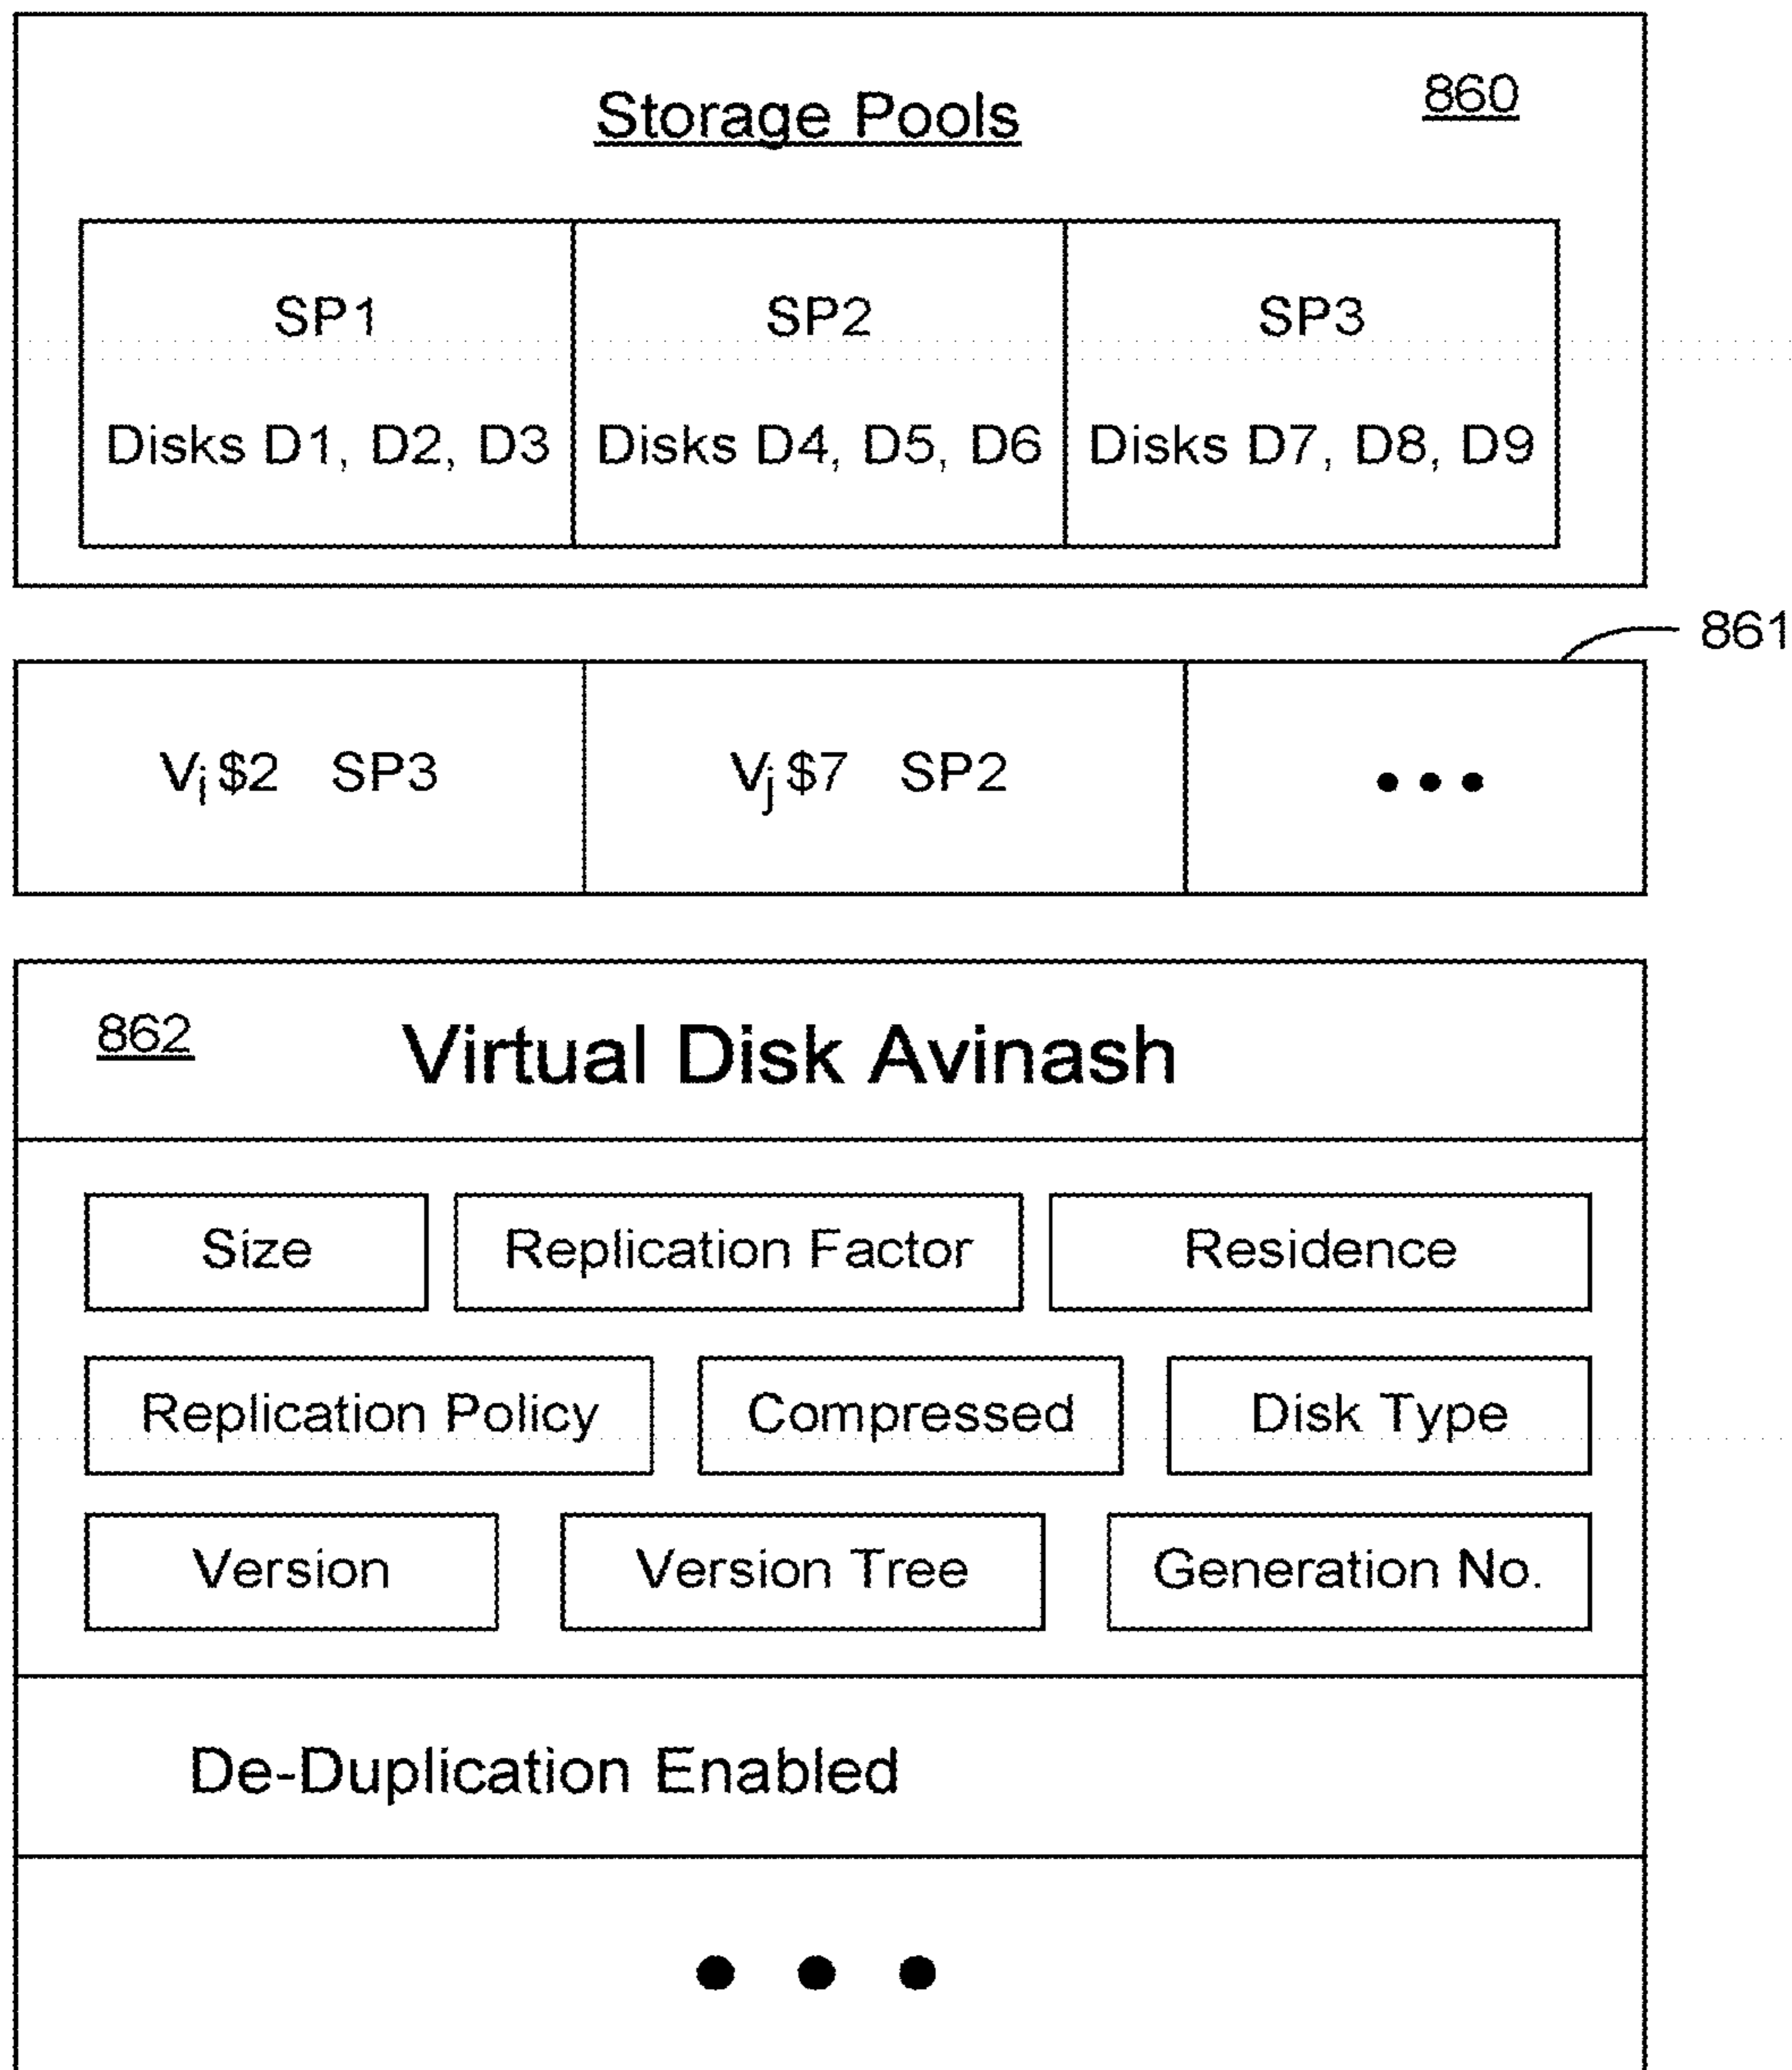 Storage Pools 860
SP1 SP2 SP3
Disks D1, D2, D3 Disks D4, D5, D6 Disks D7, D8, D9
861
Vi $2 SP3 Vj $7 SP2 •••
862 Virtual Disk Avinash
Size Replication Factor Residence
Replication Policy Compressed Disk Type
Version Version Tree Generation No.
De-Duplication Enabled
• • •